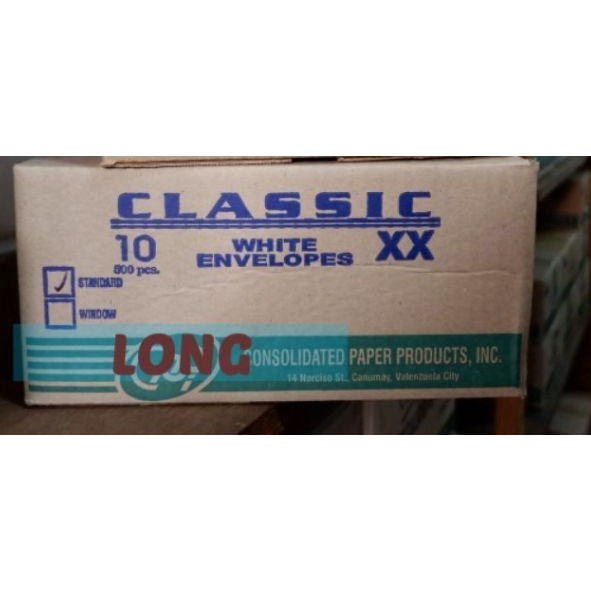 CLASSIC
10 WHITE XX
500 pcs. ENVELOPES
STANDARD
WINDOW
LONG
CONSOLIDATED PAPER PRODUCTS, INC.
14 Narciso St., Canumay, Valenzuela City